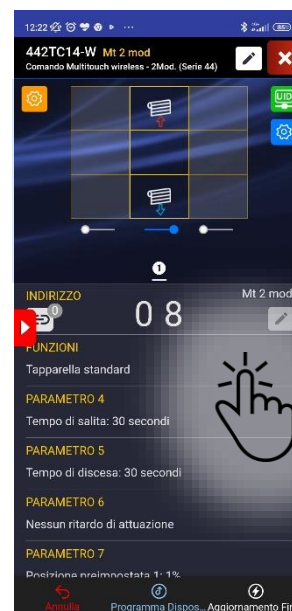 12:22
442TC14-W Mt 2 mod
Comando Multitouch wireless - 2Mod. (Serie 44)
UID
1
INDIRIZZO
Mt 2 mod
0
0 8
FUNZIONI
Tapparella standard
PARAMETRO 4
Tempo di salita: 30 secondi
PARAMETRO 5
Tempo di discesa: 30 secondi
PARAMETRO 6
Nessun ritardo di attuazione
PARAMETRO 7
Posizione preimpostata 1: 1%
Annulla
Programma Dispos...
Aggiornamento Fir